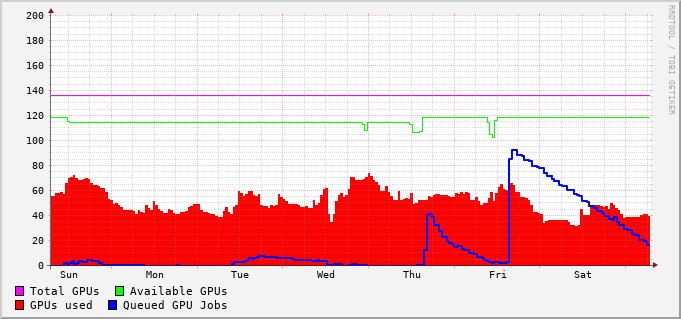 200
180
160
140
120
100
80
60
40
20
0
Sun Mon Tue Wed Thu Fri Sat
Total GPUs Available GPUs
GPUs used Queued GPU Jobs
RRDTOOL / TOBI OETIKER